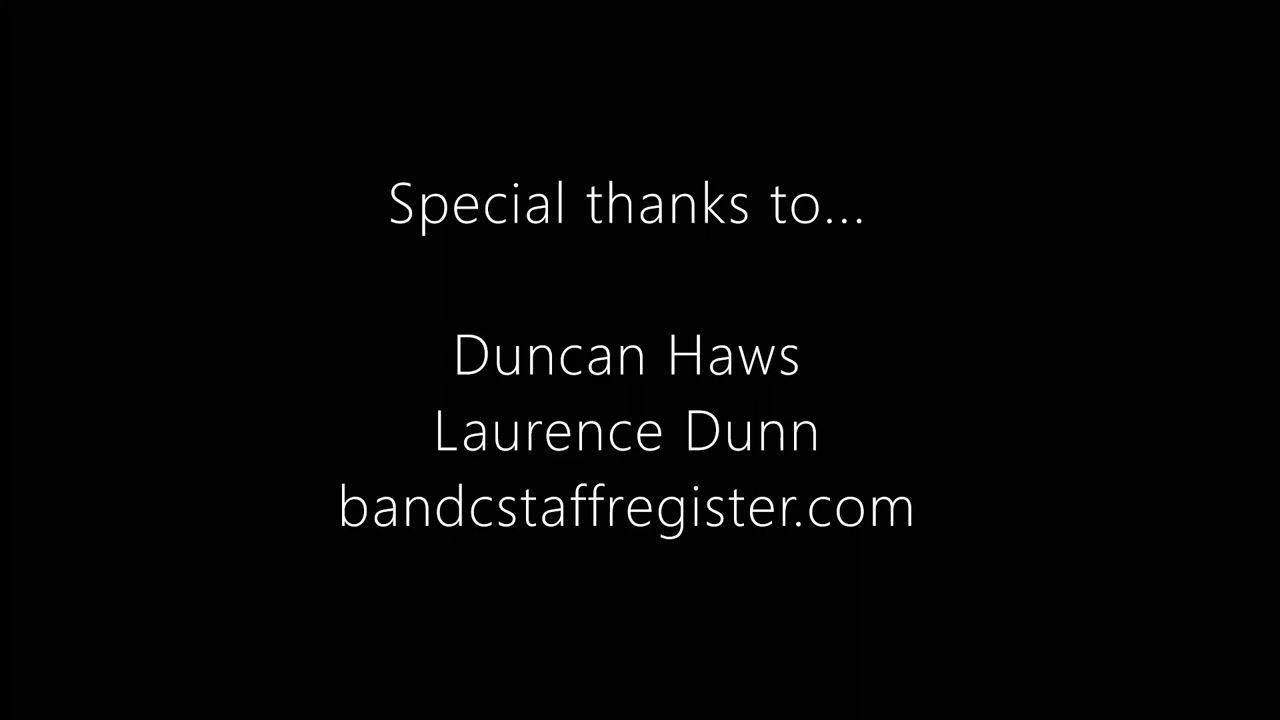 Special thanks to...
Duncan Haws
Laurence Dunn
bandcstaffregister.com